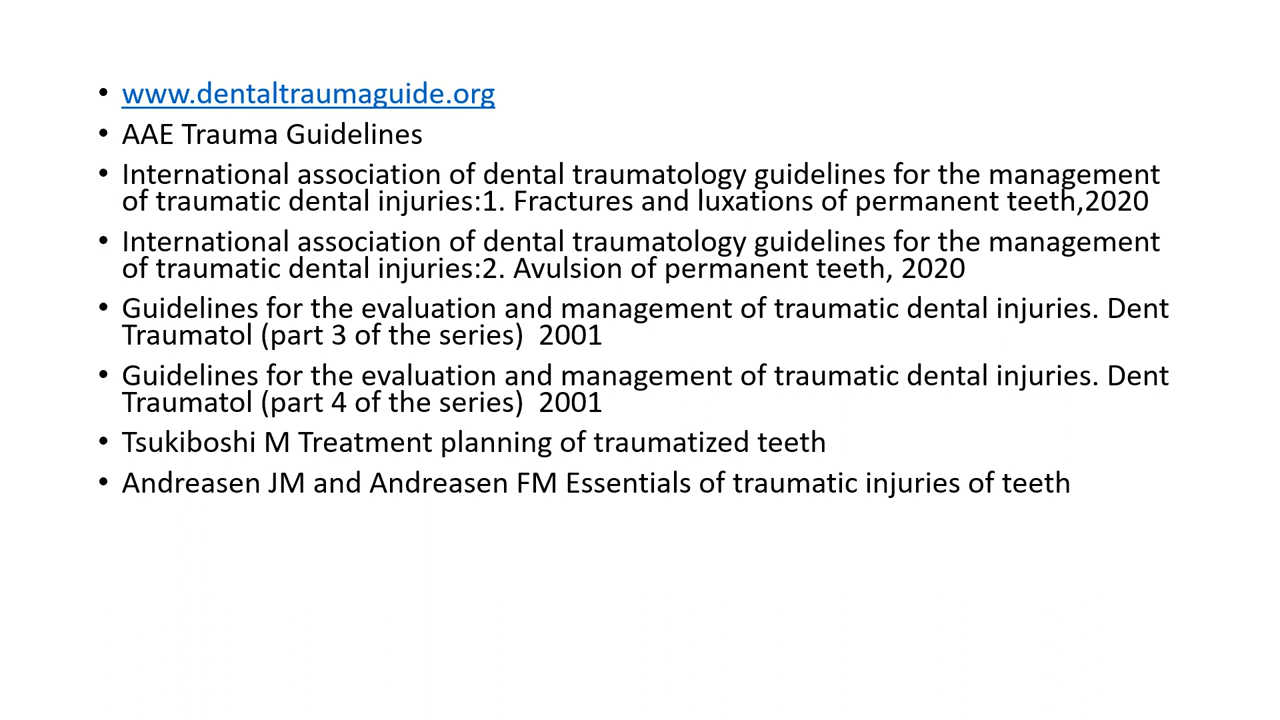 • www.dentaltraumaguide.org
• AAE Trauma Guidelines
• International association of dental traumatology guidelines for the management
of traumatic dental injuries:1. Fractures and luxations of permanent teeth,2020
• International association of dental traumatology guidelines for the management
of traumatic dental injuries:2. Avulsion of permanent teeth, 2020
• Guidelines for the evaluation and management of traumatic dental injuries. Dent
Traumatol (part 3 of the series)  2001
• Guidelines for the evaluation and management of traumatic dental injuries. Dent
Traumatol (part 4 of the series)  2001
• Tsukiboshi M Treatment planning of traumatized teeth
• Andreasen JM and Andreasen FM Essentials of traumatic injuries of teeth